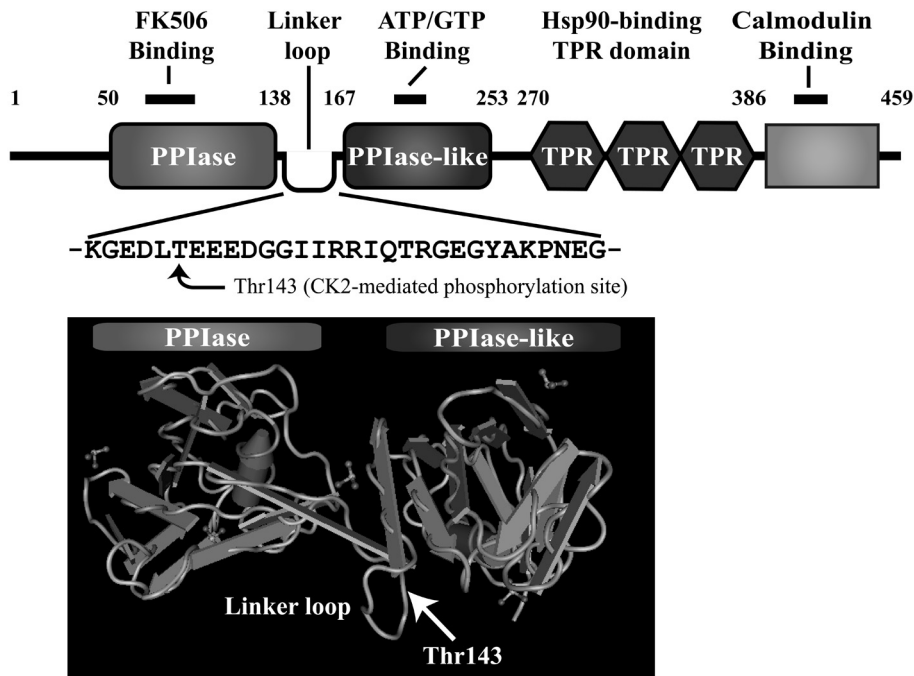 FK506 Binding
Linker loop
ATP/GTP Binding
Hsp90-binding TPR domain
Calmodulin Binding
1 50 138 167 253 270 386 459
PPIase PPIase-like TPR TPR TPR
–KGEDLTEEEDGGIIRRIQTRGEGYAKPNEG–
Thr143 (CK2-mediated phosphorylation site)
PPIase PPIase-like
Linker loop
Thr143